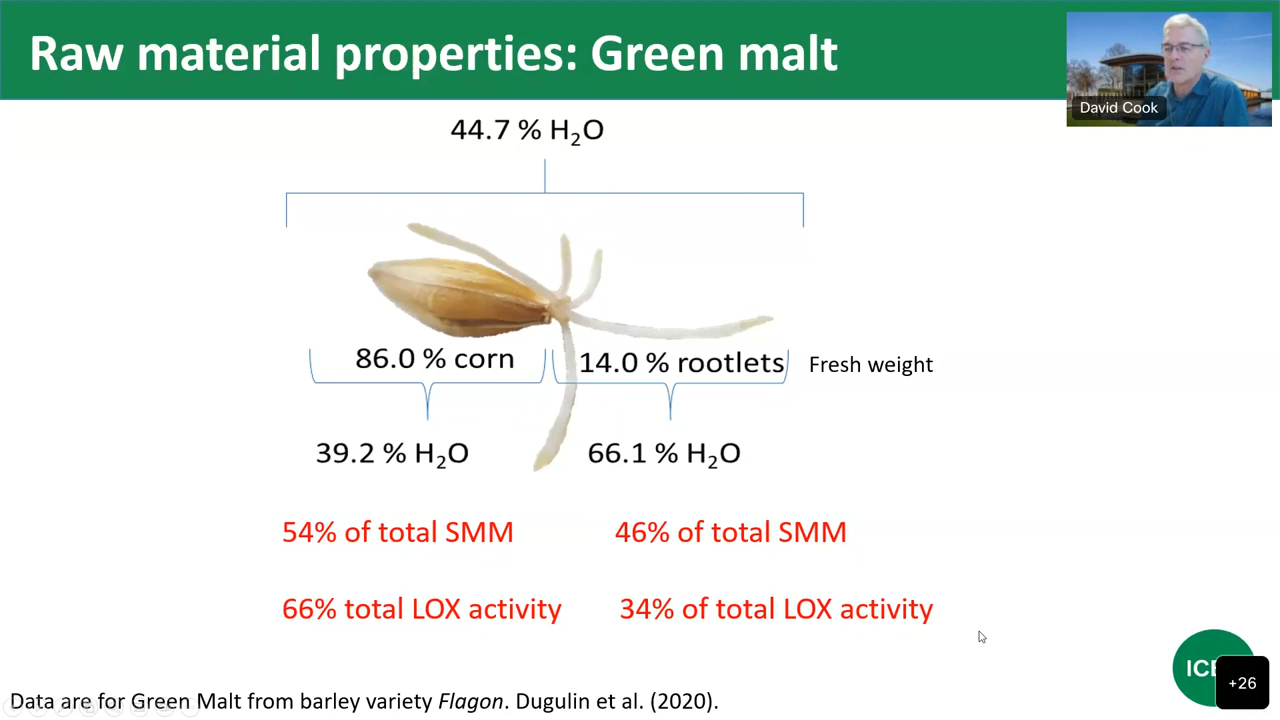 Raw material properties: Green malt
David Cook
44.7 % H₂O
86.0 % corn
14.0 % rootlets
Fresh weight
39.2 % H₂O
66.1 % H₂O
54% of total SMM
46% of total SMM
66% total LOX activity
34% of total LOX activity
+26
Data are for Green Malt from barley variety Flagon. Dugulin et al. (2020).